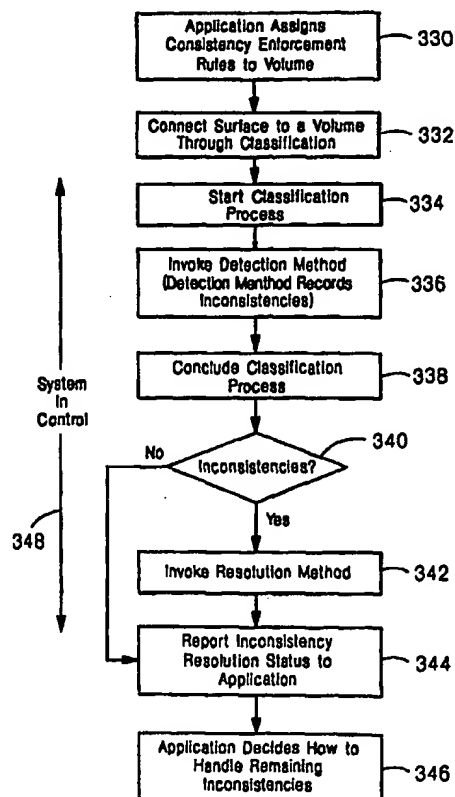 Application Assigns
Consistency Enforcement
Rules to Volume
330
Connect Surface to a Volume
Through Classification
332
Start Classification
Process
334
Invoke Detection Method
(Detection Menthod Records
Inconsistencies)
336
Conclude Classification
Process
338
System
In
Control
348
Inconsistencies?
340
No
Yes
Invoke Resolution Method
342
Report Inconsistency
Resolution Status to
Application
344
Application Decides How to
Handle Remaining
Inconsistencies
346